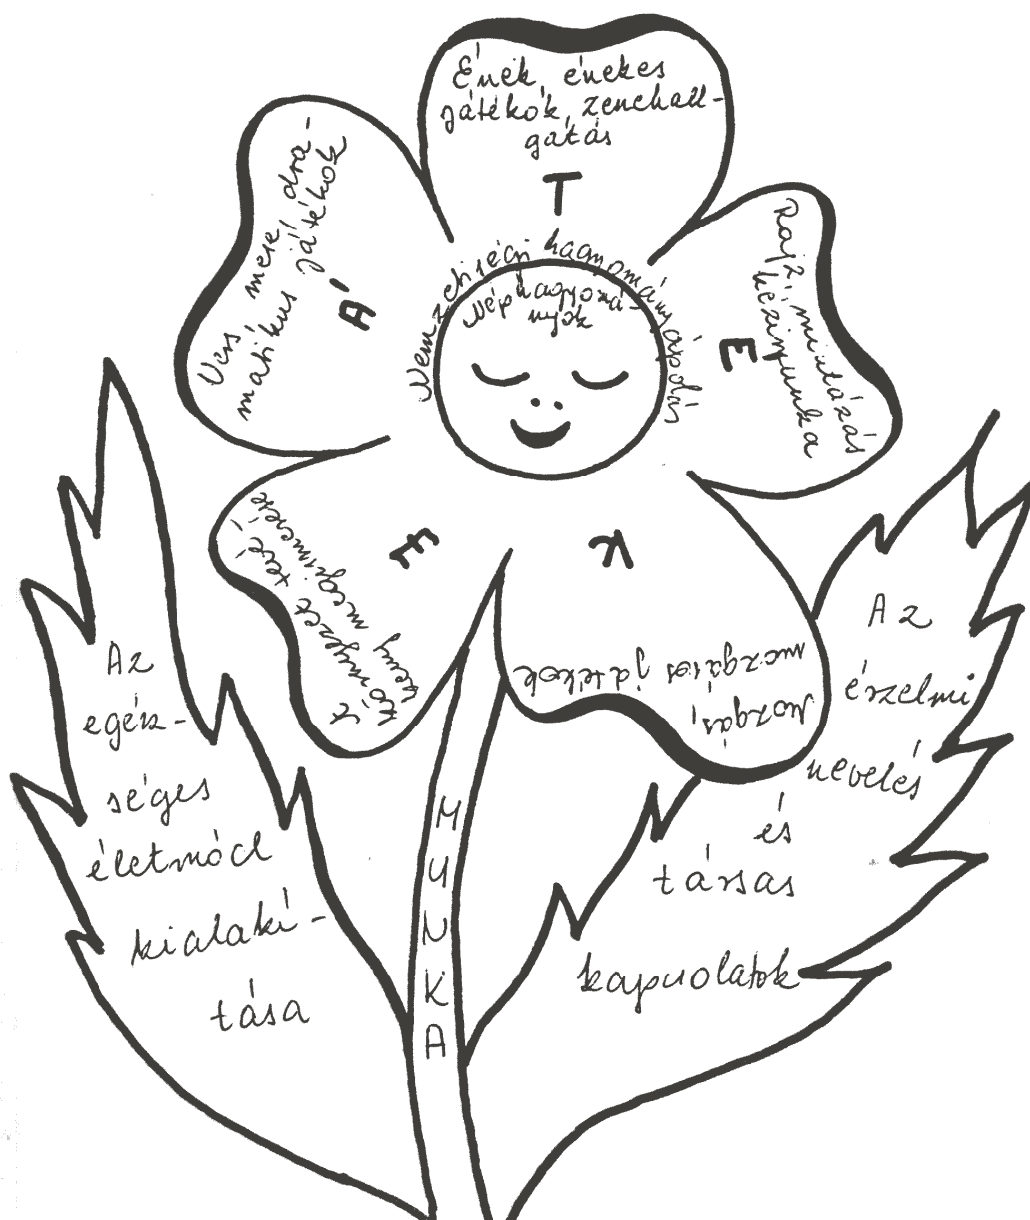 Ének, énekes
játékok, zenehall-
gatás
T
Rajz, mintázás
kézimunka
E
Mozgás,
mozgásos játékok
K
A környezet tevé-
keny megismerése
E
Vers, mese, dra-
matikus játékok
Á
Nemzetiségi hagyományápolás
Néphagyomá-
nyok
Az
egész-
séges
életmód
kialakí-
tása
MUNKA
Az
érzelmi
nevelés
és
társas
kapcsolatok